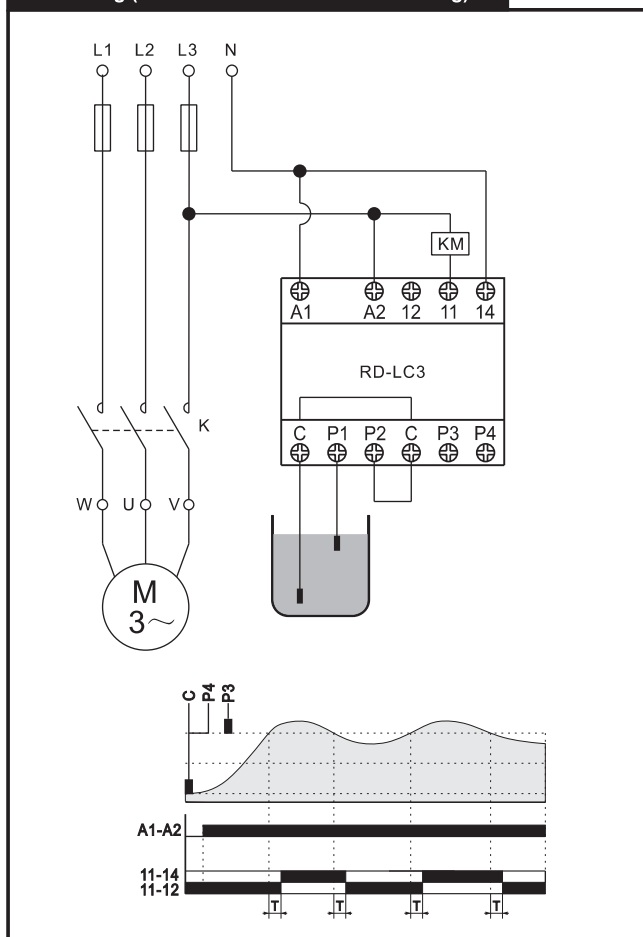 L1 L2 L3 N
KM
A1 A2 12 11 14
RD-LC3
C P1 P2 C P3 P4
K
W U V
M
3~
C P4 P3
A1-A2
11-14
11-12
T T T T